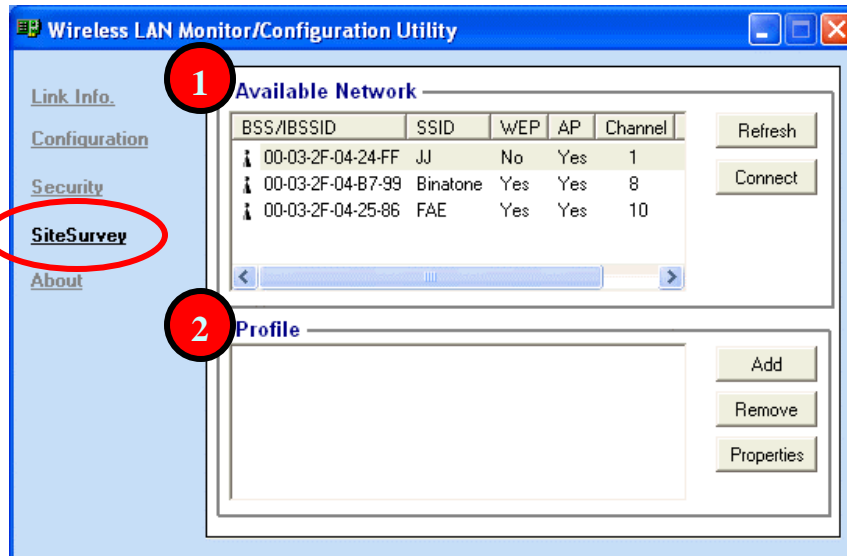 Wireless LAN Monitor/Configuration Utility
Link Info.
Configuration
Security
SiteSurvey
About
1
Available Network
BSS/IBSSID SSID WEP AP Channel
00-03-2F-04-24-FF JJ No Yes 1
00-03-2F-04-B7-99 Binatone Yes Yes 8
00-03-2F-04-25-86 FAE Yes Yes 10
Refresh
Connect
2
Profile
Add
Remove
Properties